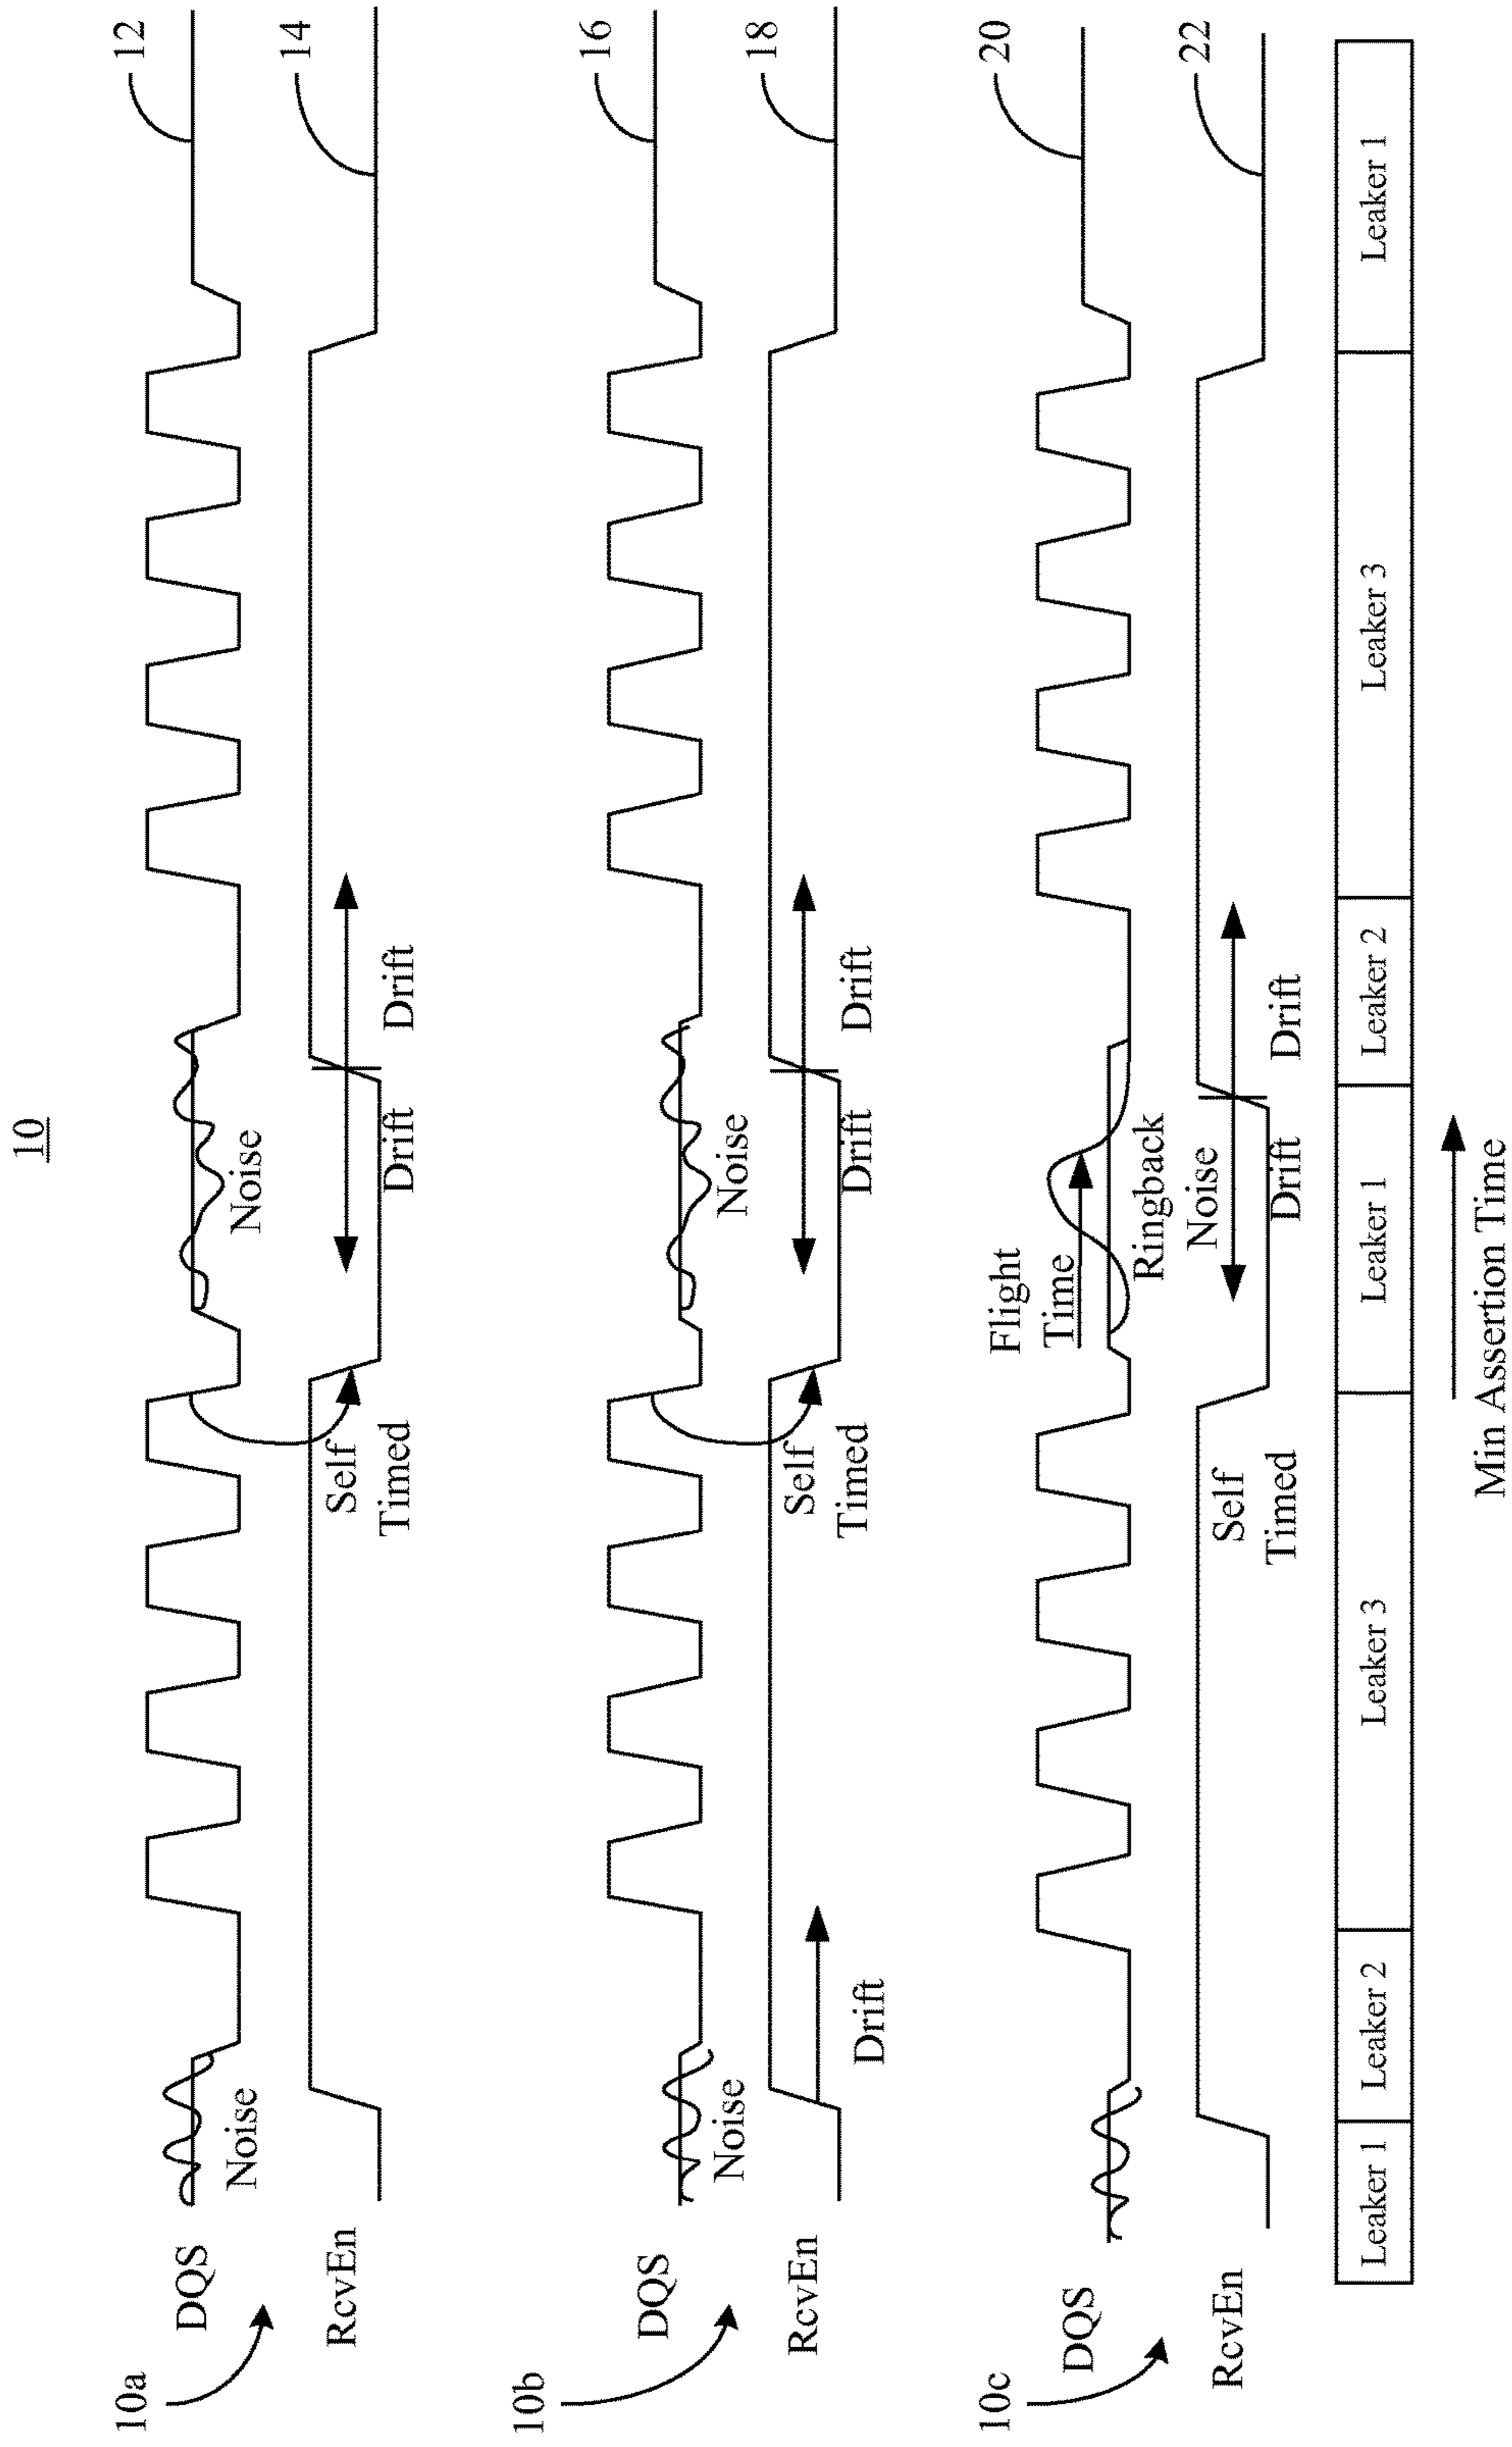 10
10a
DQS
Noise
Noise
12
RcvEn
Self
Timed
Drift
Drift
14
10b
DQS
Noise
Noise
16
RcvEn
Drift
Self
Timed
Drift
Drift
18
10c
DQS
Flight
Time
Ringback
Noise
20
RcvEn
Self
Timed
Drift
Drift
22
Leaker 1
Leaker 2
Leaker 3
Leaker 1
Leaker 2
Leaker 3
Leaker 1
Min Assertion Time